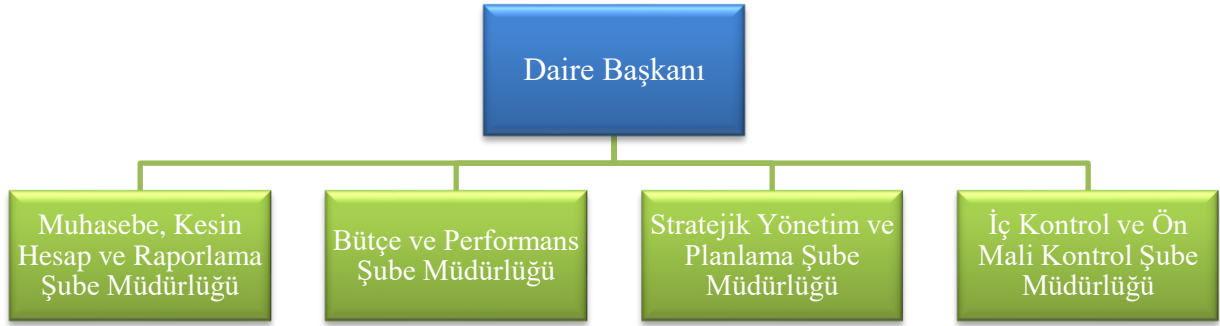 Daire Başkanı
Muhasebe, Kesin
Hesap ve Raporlama
Şube Müdürlüğü
Bütçe ve Performans
Şube Müdürlüğü
Stratejik Yönetim ve
Planlama Şube
Müdürlüğü
İç Kontrol ve Ön
Mali Kontrol Şube
Müdürlüğü